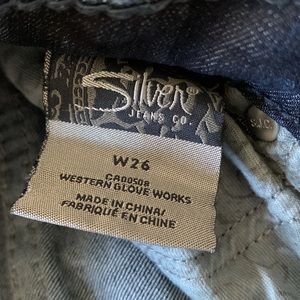 Silver
JEANS CO.
W26
CA00508
WESTERN GLOVE WORKS
MADE IN CHINA/
FABRIQUÉ EN CHINE